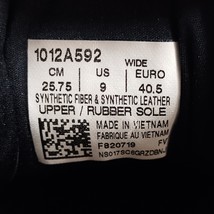 1012A592 WIDE
CM US EURO
25.75 9 40.5
SYNTHETIC FIBER & SYNTHETIC LEATHER
UPPER / RUBBER SOLE
MADE IN VIETNAM
FABRIQUE AU VIETNAM
F820719 FV